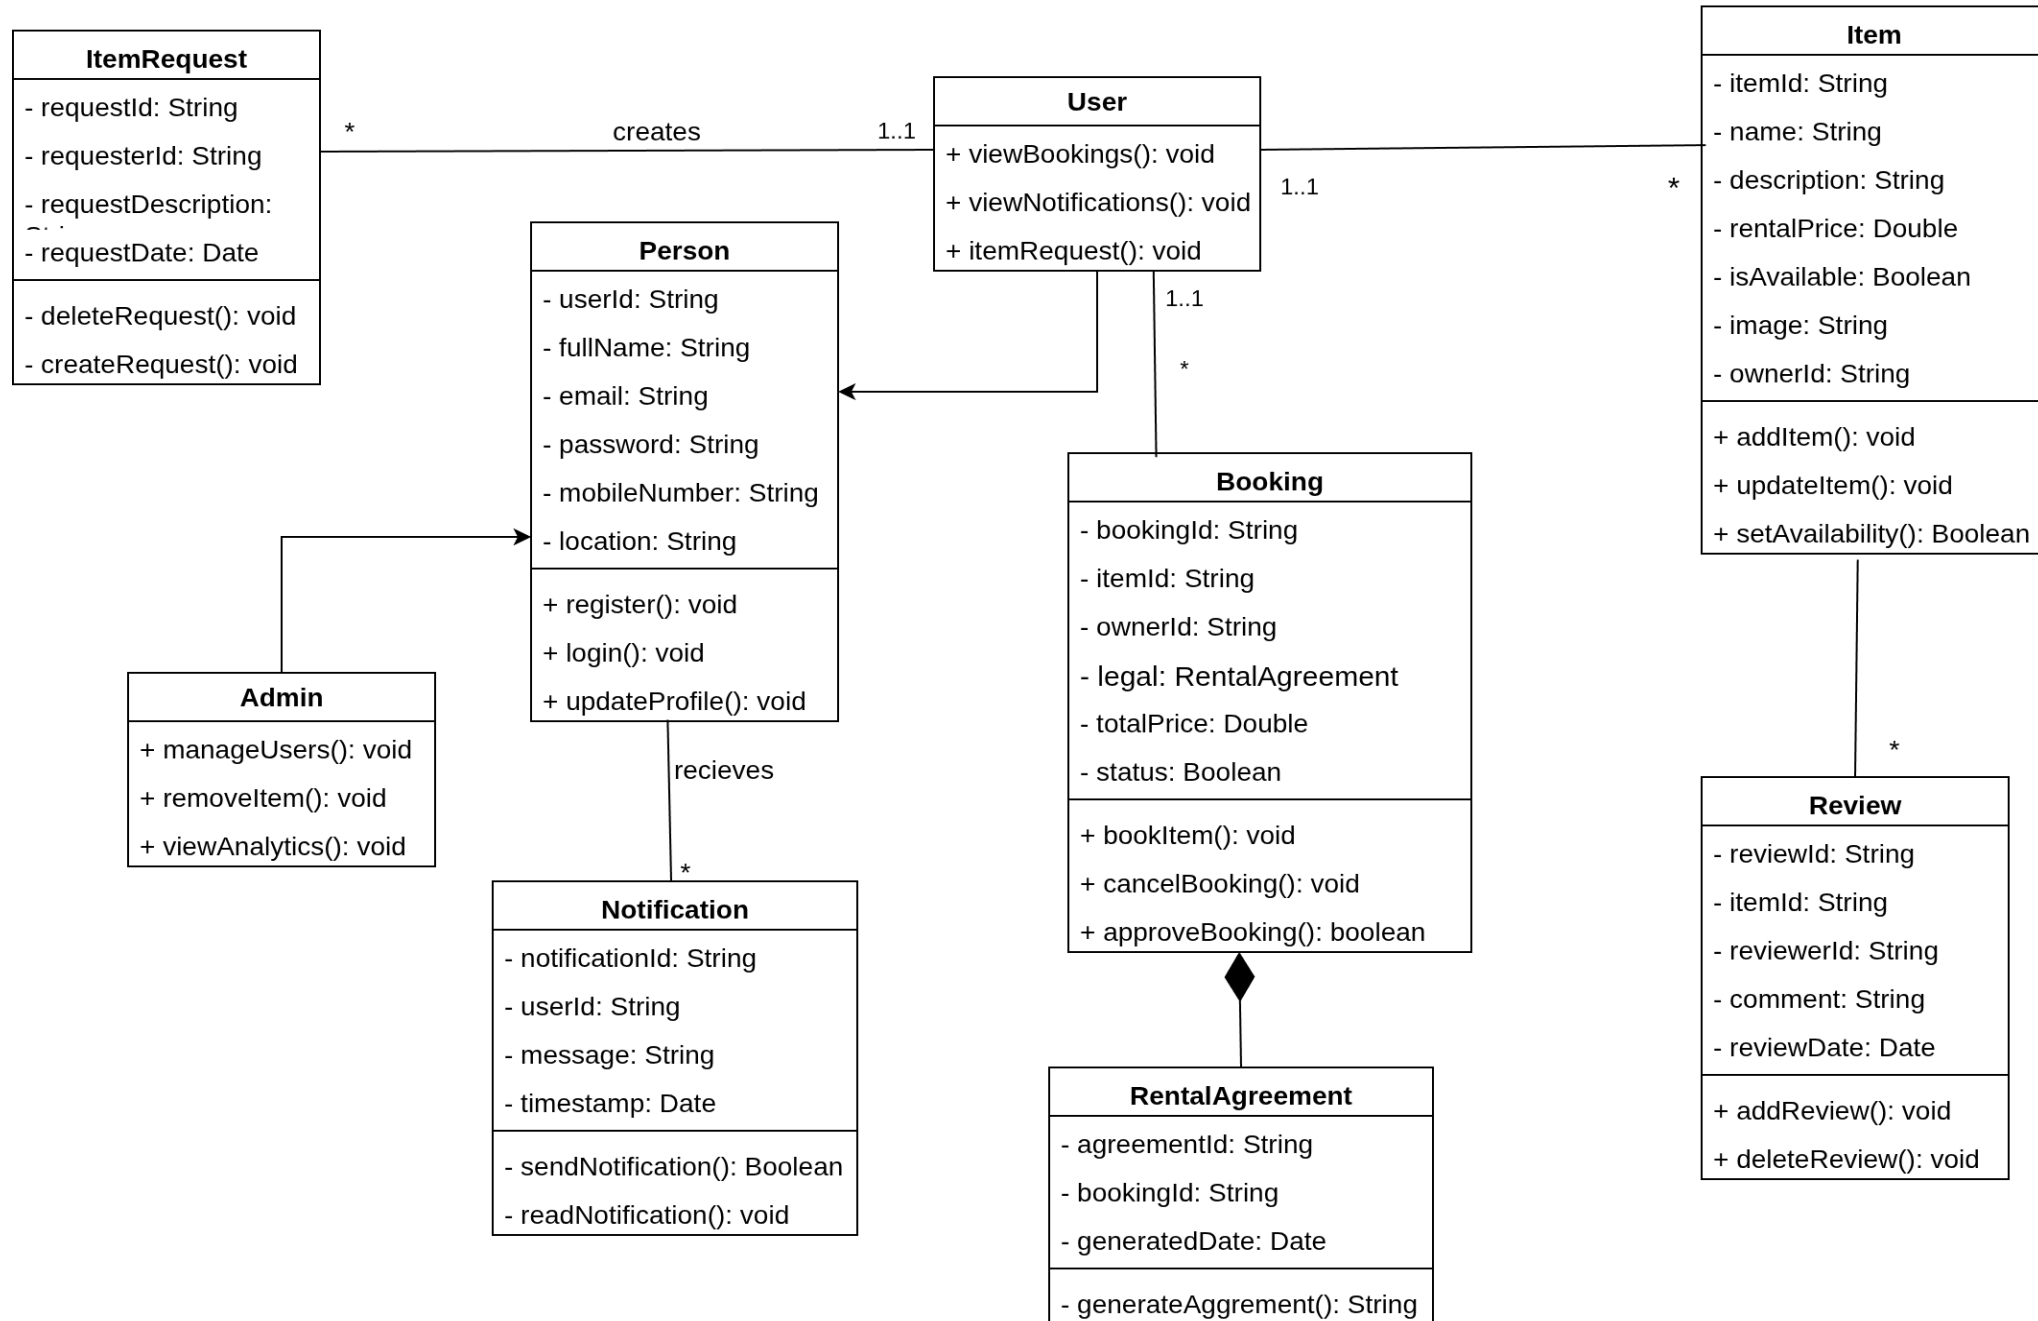 ItemRequest
- requestId: String
- requesterId: String
- requestDescription:
- requestDate: Date
- deleteRequest(): void
- createRequest(): void
*
creates
1..1
User
+ viewBookings(): void
+ viewNotifications(): void
+ itemRequest(): void
1..1
*
1..1
*
Item
- itemId: String
- name: String
- description: String
- rentalPrice: Double
- isAvailable: Boolean
- image: String
- ownerId: String
+ addItem(): void
+ updateItem(): void
+ setAvailability(): Boolean
Person
- userId: String
- fullName: String
- email: String
- password: String
- mobileNumber: String
- location: String
+ register(): void
+ login(): void
+ updateProfile(): void
Booking
- bookingId: String
- itemId: String
- ownerId: String
- legal: RentalAgreement
- totalPrice: Double
- status: Boolean
+ bookItem(): void
+ cancelBooking(): void
+ approveBooking(): boolean
Admin
+ manageUsers(): void
+ removeItem(): void
+ viewAnalytics(): void
recieves
*
Notification
- notificationId: String
- userId: String
- message: String
- timestamp: Date
- sendNotification(): Boolean
- readNotification(): void
*
Review
- reviewId: String
- itemId: String
- reviewerId: String
- comment: String
- reviewDate: Date
+ addReview(): void
+ deleteReview(): void
RentalAgreement
- agreementId: String
- bookingId: String
- generatedDate: Date
- generateAggrement(): String